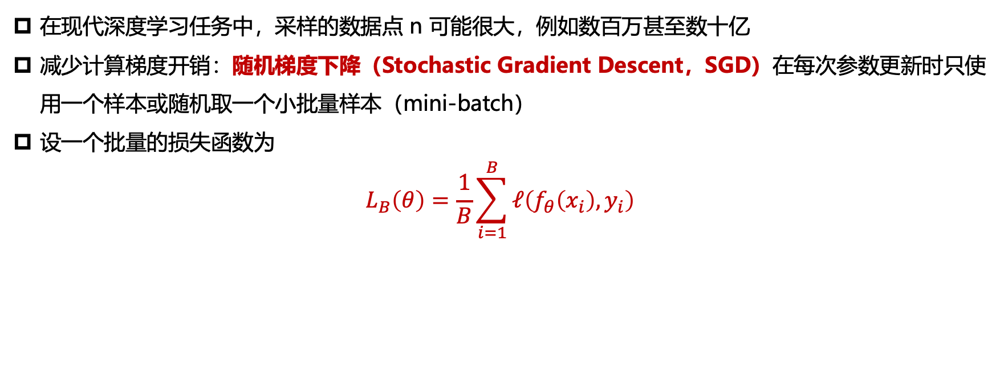 在现代深度学习任务中，采样的数据点 n 可能很大，例如数百万甚至数十亿
减少计算梯度开销：随机梯度下降（Stochastic Gradient Descent，SGD）在每次参数更新时只使
用一个样本或随机取一个小批量样本（mini-batch）
设一个批量的损失函数为
L_B(θ) = \frac{1}{B} \sum_{i=1}^{B} ℓ(f_θ(x_i), y_i)